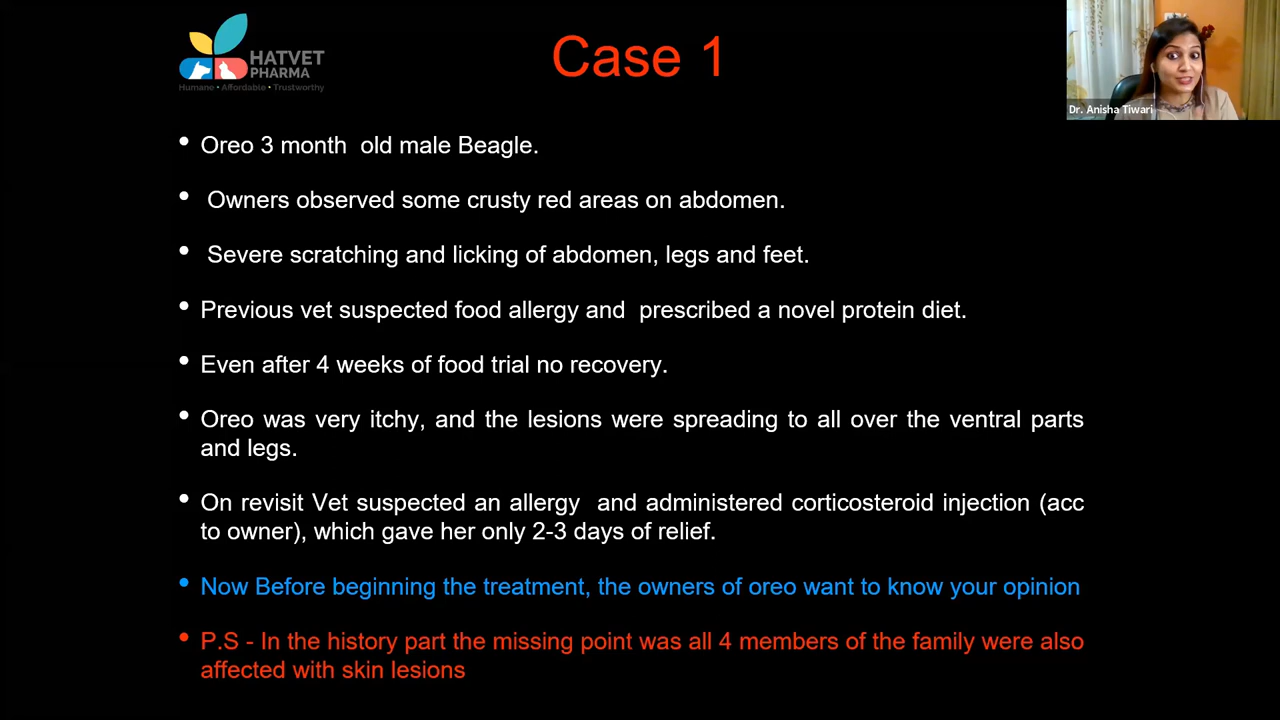 HATVET
PHARMA
Humane • Affordable • Trustworthy
Case 1
Dr. Anisha Tiwari
• Oreo 3 month old male Beagle.
• Owners observed some crusty red areas on abdomen.
• Severe scratching and licking of abdomen, legs and feet.
• Previous vet suspected food allergy and prescribed a novel protein diet.
• Even after 4 weeks of food trial no recovery.
• Oreo was very itchy, and the lesions were spreading to all over the ventral parts
and legs.
• On revisit Vet suspected an allergy and administered corticosteroid injection (acc
to owner), which gave her only 2-3 days of relief.
• Now Before beginning the treatment, the owners of oreo want to know your opinion
• P.S - In the history part the missing point was all 4 members of the family were also
affected with skin lesions